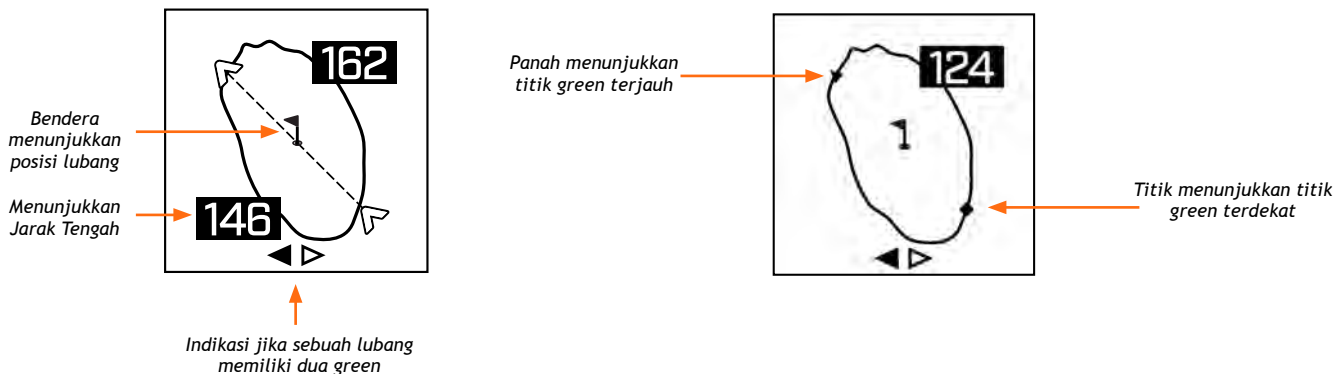 162
Bendera
menunjukkan
posisi lubang
Menunjukkan
Jarak Tengah
146
Indikasi jika sebuah lubang
memiliki dua green
Panah menunjukkan
titik green terjauh
124
Titik menunjukkan titik
green terdekat